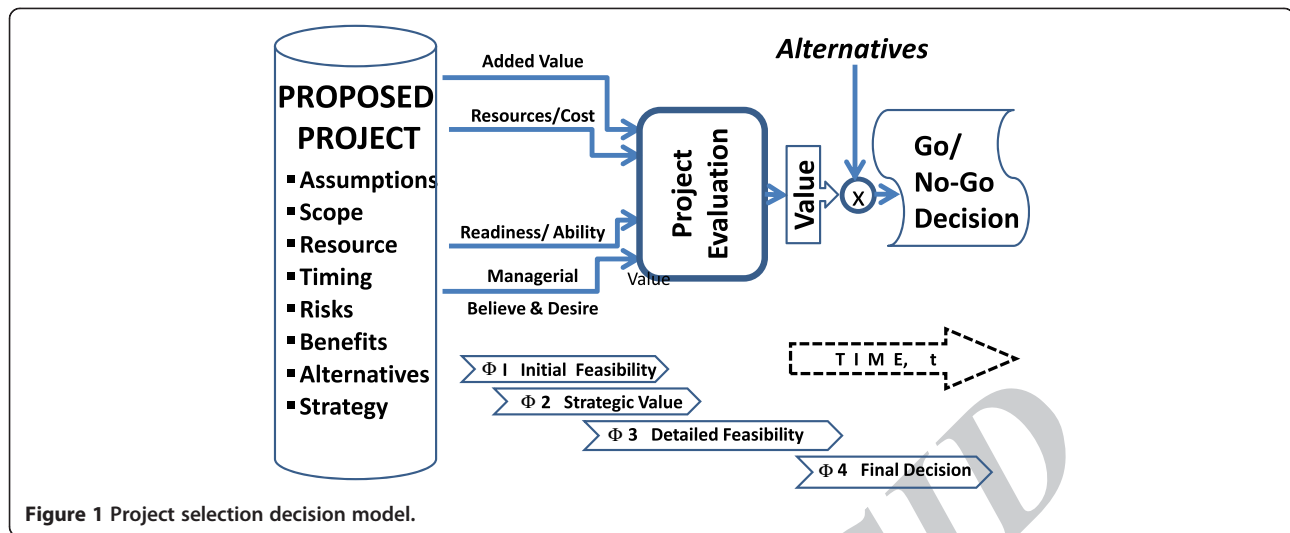 PROPOSED
PROJECT
▪ Assumptions
▪ Scope
▪ Resource
▪ Timing
▪ Risks
▪ Benefits
▪ Alternatives
▪ Strategy
Added Value
Resources/Cost
Readiness/ Ability
Managerial
Believe & Desire
Value
Project
Evaluation
Value
Alternatives
X
Go/
No-Go
Decision
TIME, t
Φ 1 Initial Feasibility
Φ 2 Strategic Value
Φ 3 Detailed Feasibility
Φ 4 Final Decision
Figure 1 Project selection decision model.